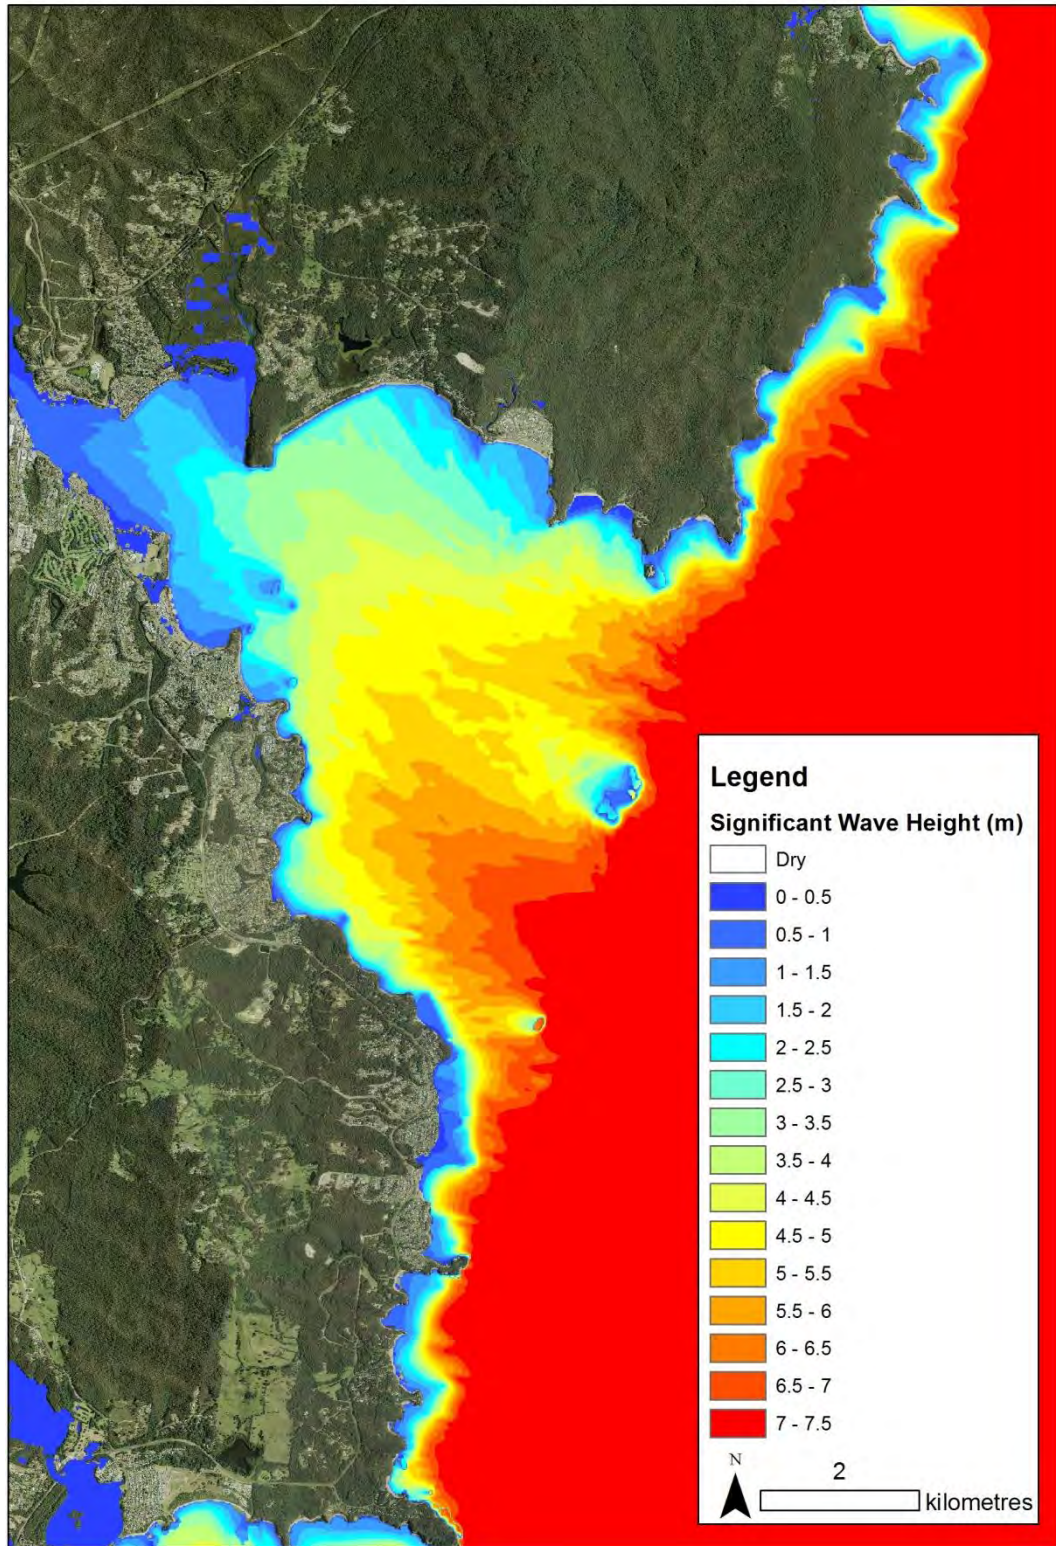 Legend
Significant Wave Height (m)
Dry
0 - 0.5
0.5 - 1
1 - 1.5
1.5 - 2
2 - 2.5
2.5 - 3
3 - 3.5
3.5 - 4
4 - 4.5
4.5 - 5
5 - 5.5
5.5 - 6
6 - 6.5
6.5 - 7
7 - 7.5
N
2
kilometres